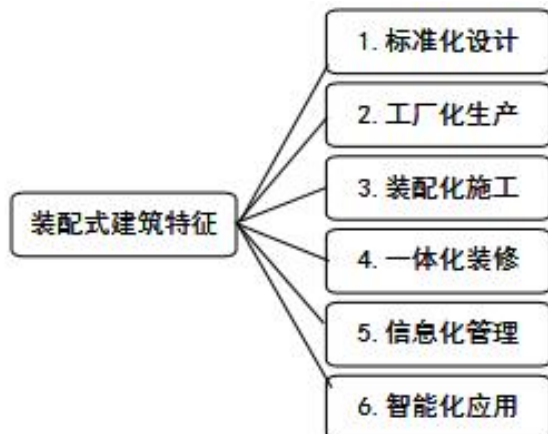 装配式建筑特征
1.标准化设计
2.工厂化生产
3.装配化施工
4.一体化装修
5.信息化管理
6.智能化应用